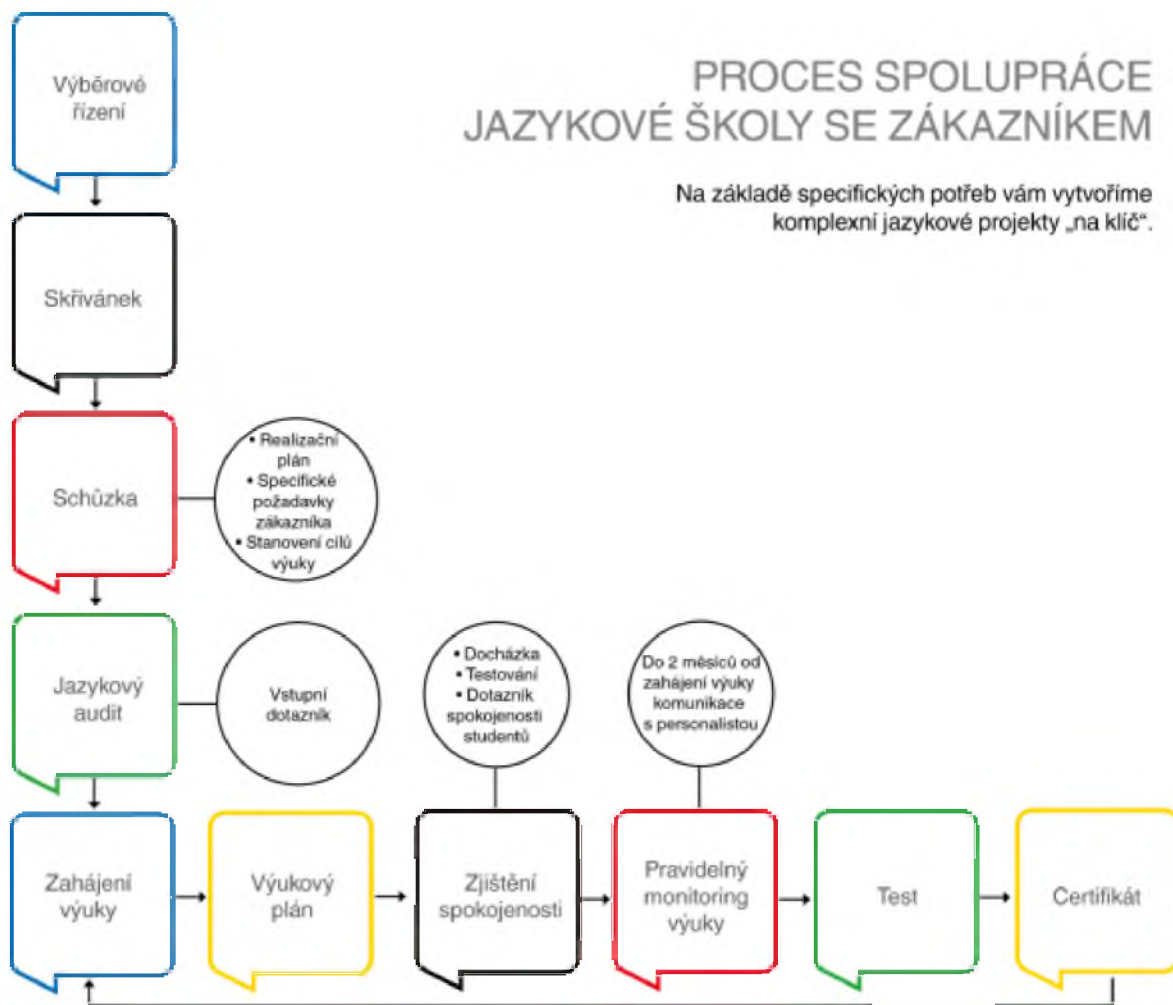 PROCES SPOLUPRÁCE
JAZYKOVÉ ŠKOLY SE ZÁKAZNÍKEM
Na základě specifických potřeb vám vytvoříme
komplexní jazykové projekty „na klíč“.
Výběrové
řízení
Skřivánek
Schůzka
• Realizační
plán
• Specifické
požadavky
zákazníka
• Stanovení cílů
výuky
Jazykový
audit
Vstupní
dotazník
• Docházka
• Testování
• Dotazník
spokojenosti
studentů
Do 2 měsíců od
zahájení výuky
komunikace
s personalistou
Zahájení
výuky
Výukový
plán
Zjištění
spokojenosti
Pravidelný
monitoring
výuky
Test
Certifikát